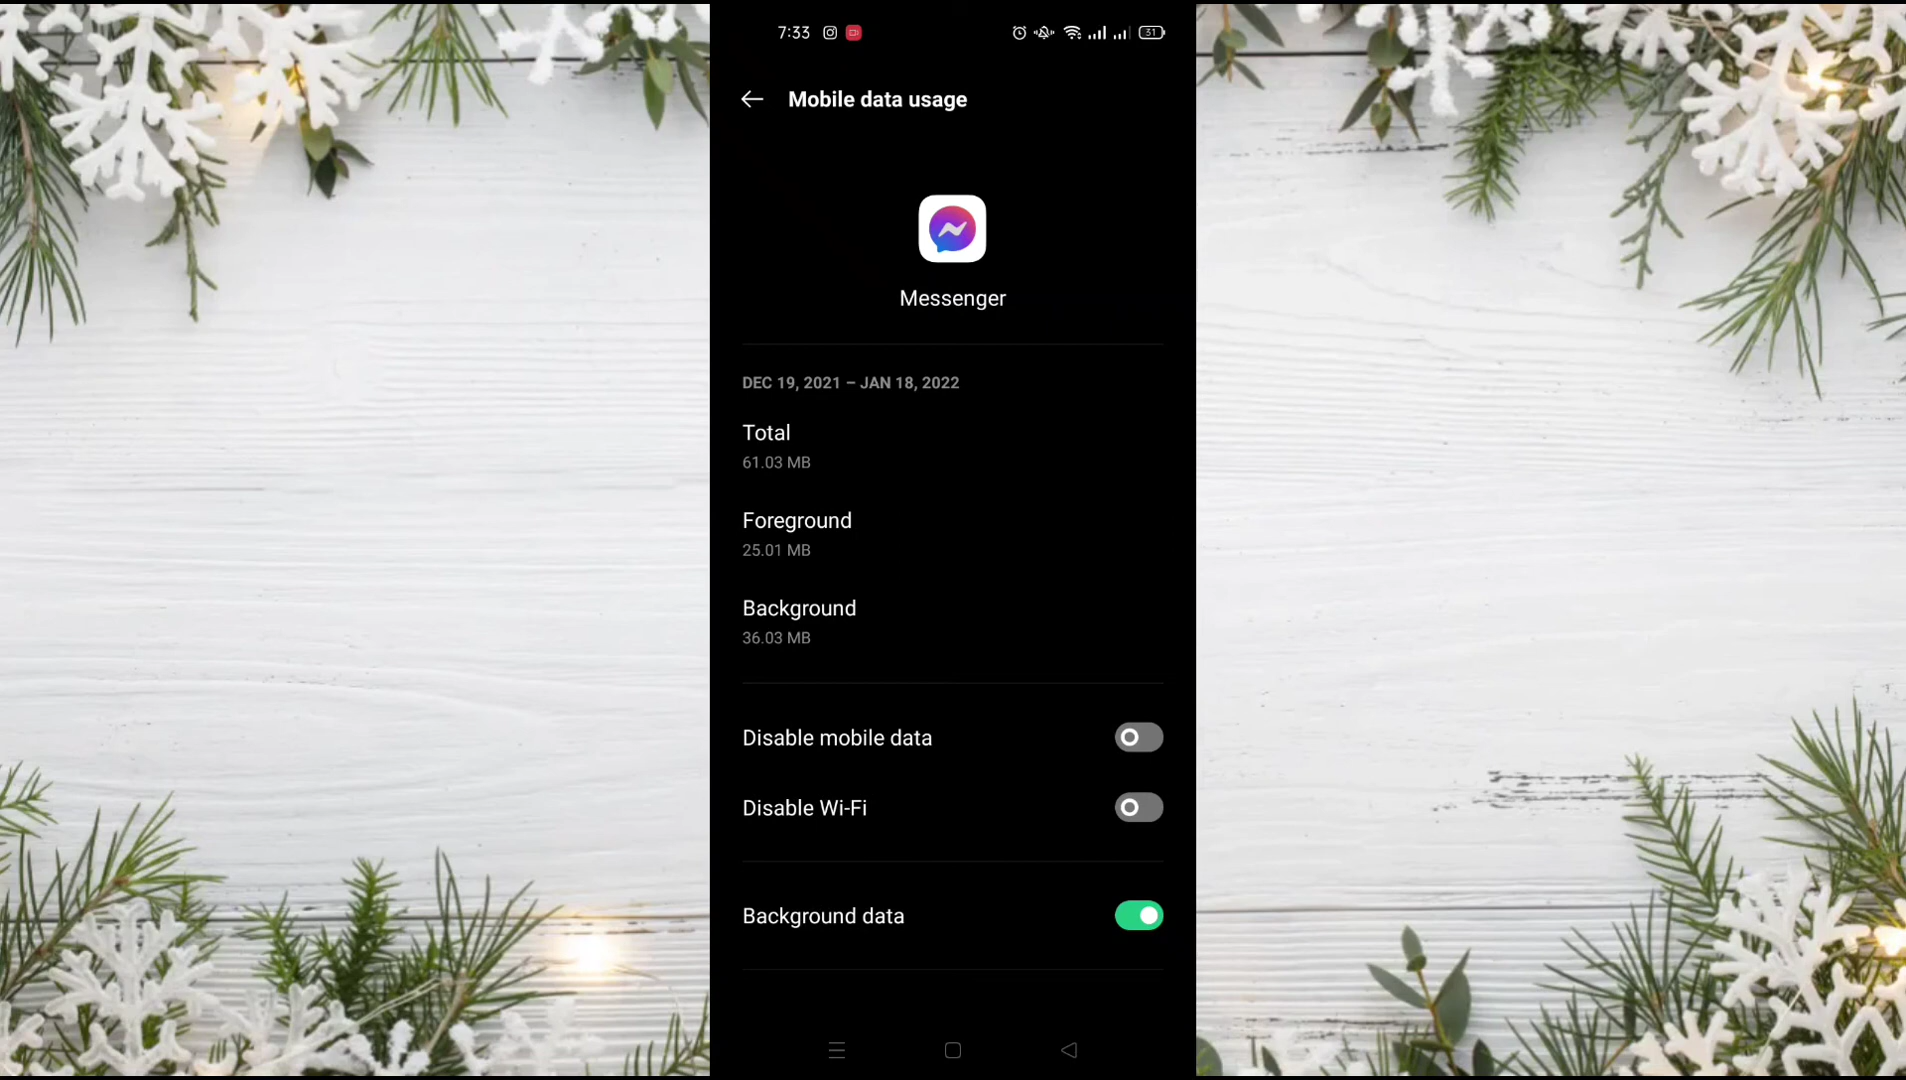 7:33
31
Mobile data usage
Messenger
DEC 19, 2021 – JAN 18, 2022
Total
61.03 MB
Foreground
25.01 MB
Background
36.03 MB
Disable mobile data
Disable Wi-Fi
Background data